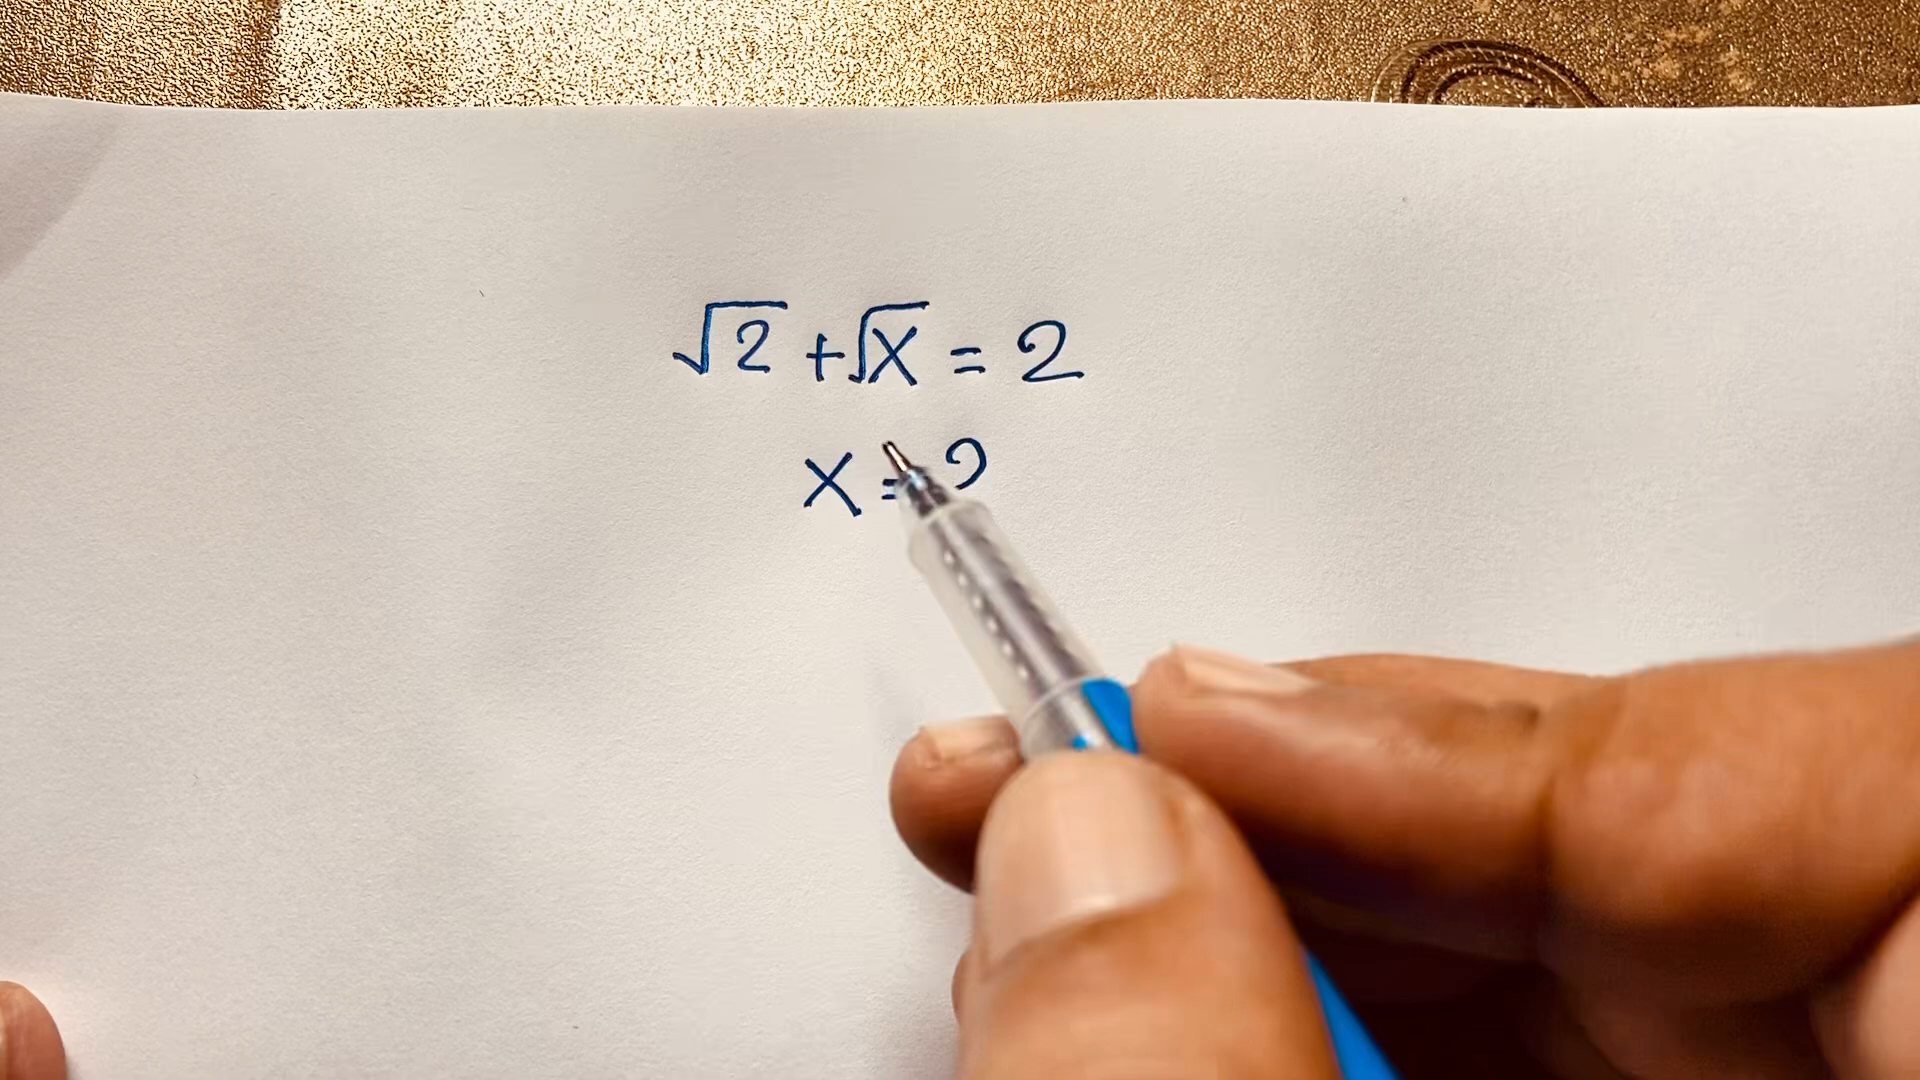 √2 + √x = 2
x = ?